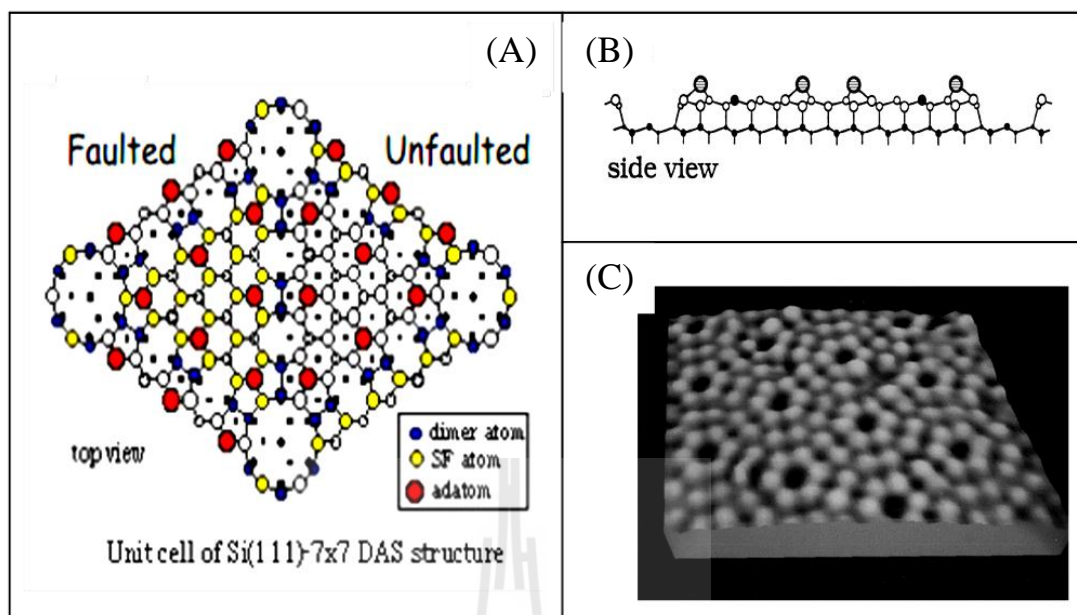 (A)
Faulted
Unfaulted
top view
dimer atom
SF atom
adatom
Unit cell of Si(111)-7x7 DAS structure
(B)
side view
(C)